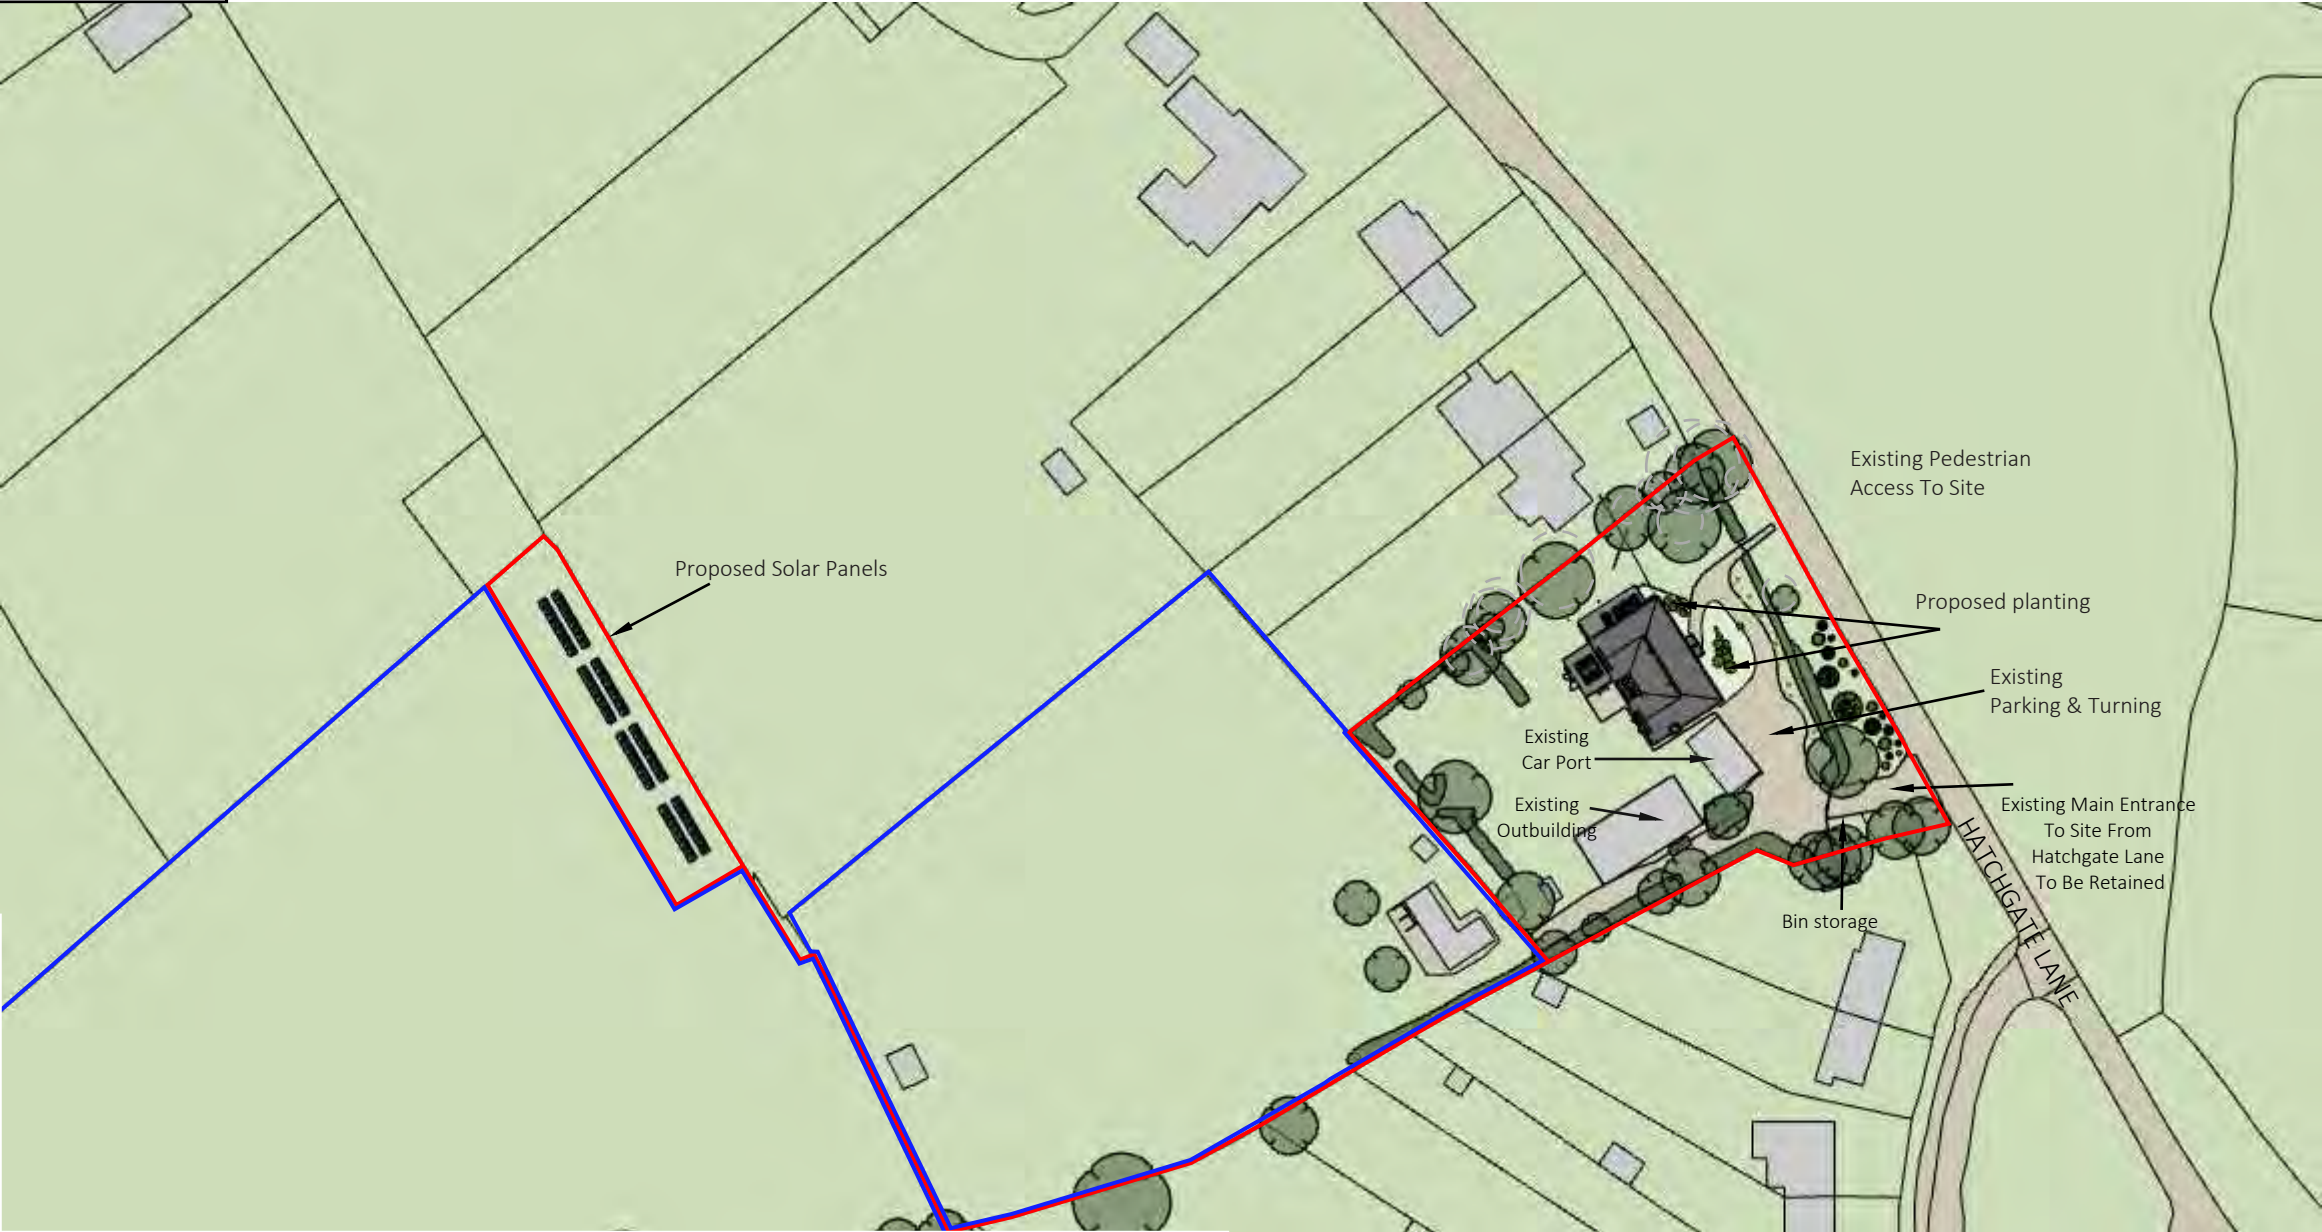 Existing Pedestrian
Access To Site
Proposed Solar Panels
Proposed planting
Existing
Parking & Turning
Existing
Car Port
Existing
Outbuilding
Existing Main Entrance
To Site From
Hatchgate Lane
To Be Retained
Bin storage
HATCHGATE LANE